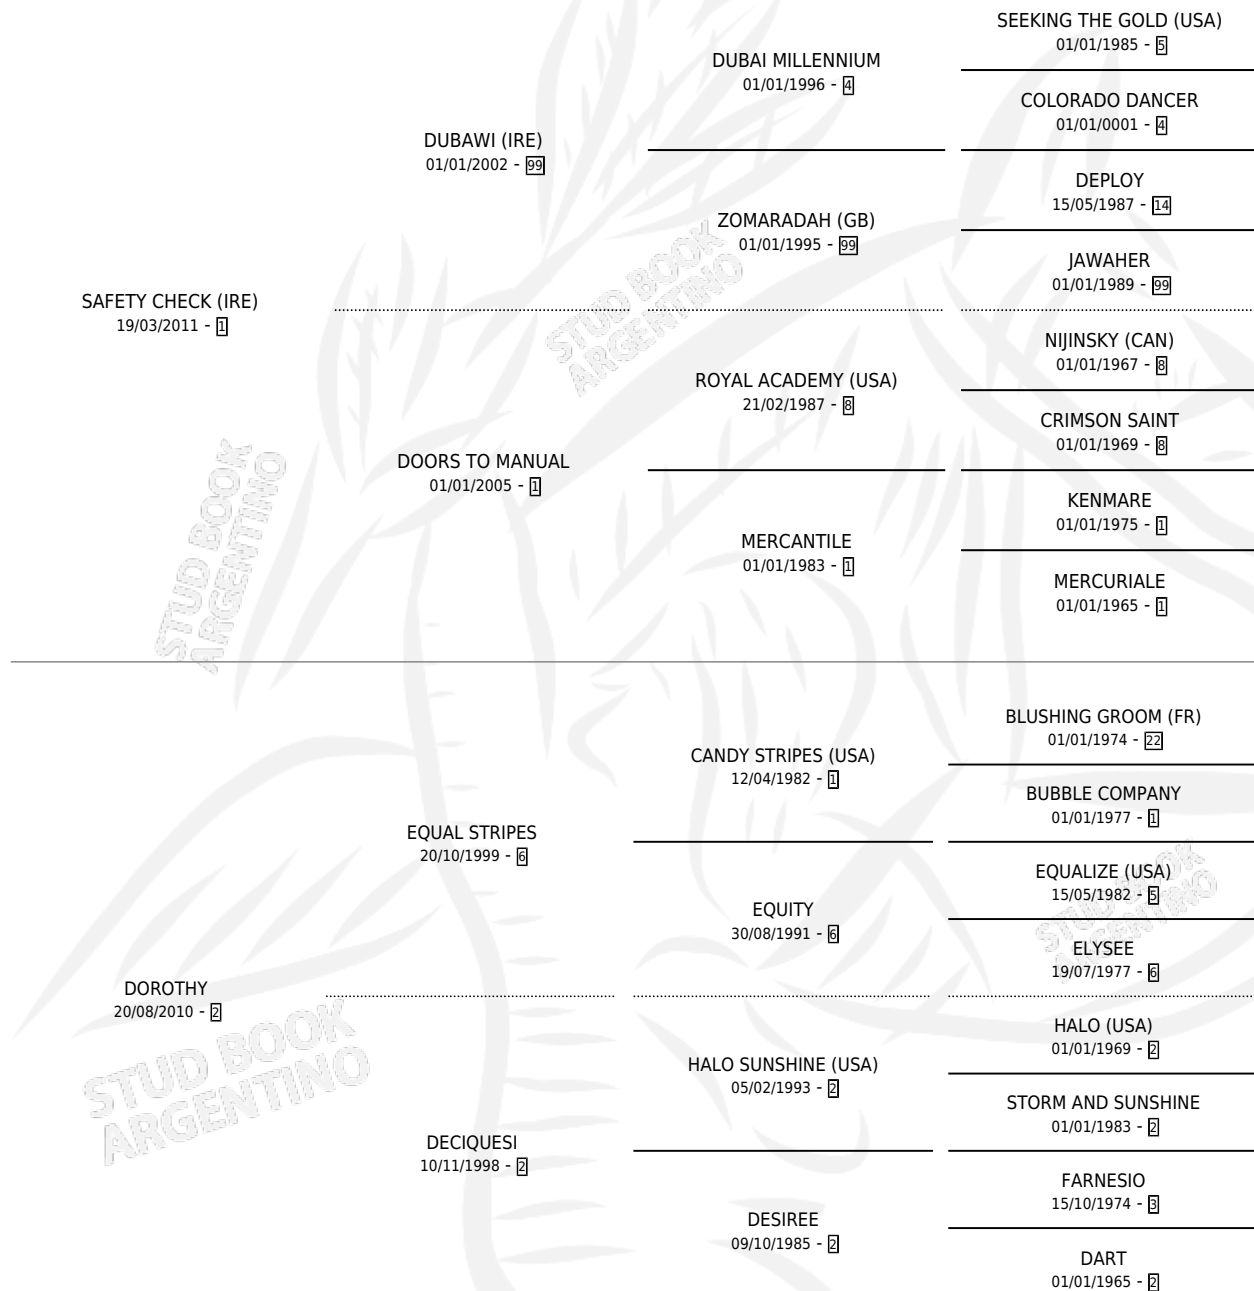 SEEKING THE GOLD (USA)
01/01/1985 - 5
DUBAI MILLENNIUM
01/01/1996 - 4
COLORADO DANCER
01/01/0001 - 4
DUBAWI (IRE)
01/01/2002 - 99
DEPLOY
15/05/1987 - 14
ZOMARADAH (GB)
01/01/1995 - 99
JAWAHER
01/01/1989 - 99
SAFETY CHECK (IRE)
19/03/2011 - 1
NIJINSKY (CAN)
01/01/1967 - 8
ROYAL ACADEMY (USA)
21/02/1987 - 8
CRIMSON SAINT
01/01/1969 - 8
DOORS TO MANUAL
01/01/2005 - 1
KENMARE
01/01/1975 - 1
MERCANTILE
01/01/1983 - 1
MERCURIALE
01/01/1965 - 1
BLUSHING GROOM (FR)
01/01/1974 - 22
CANDY STRIPES (USA)
12/04/1982 - 1
BUBBLE COMPANY
01/01/1977 - 1
EQUAL STRIPES
20/10/1999 - 6
EQUALIZE (USA)
15/05/1982 - 5
EQUITY
30/08/1991 - 6
ELYSEE
19/07/1977 - 6
DOROTHY
20/08/2010 - 2
HALO (USA)
01/01/1969 - 2
HALO SUNSHINE (USA)
05/02/1993 - 2
STORM AND SUNSHINE
01/01/1983 - 2
DECIQUESI
10/11/1998 - 2
FARNESIO
15/10/1974 - 3
DESIREE
09/10/1985 - 2
DART
01/01/1965 - 2
STUD BOOK
ARGENTINO
STUD BOOK
ARGENTINO
STUD BOOK
ARGENTINO
STUD BOOK
ARGENTINO